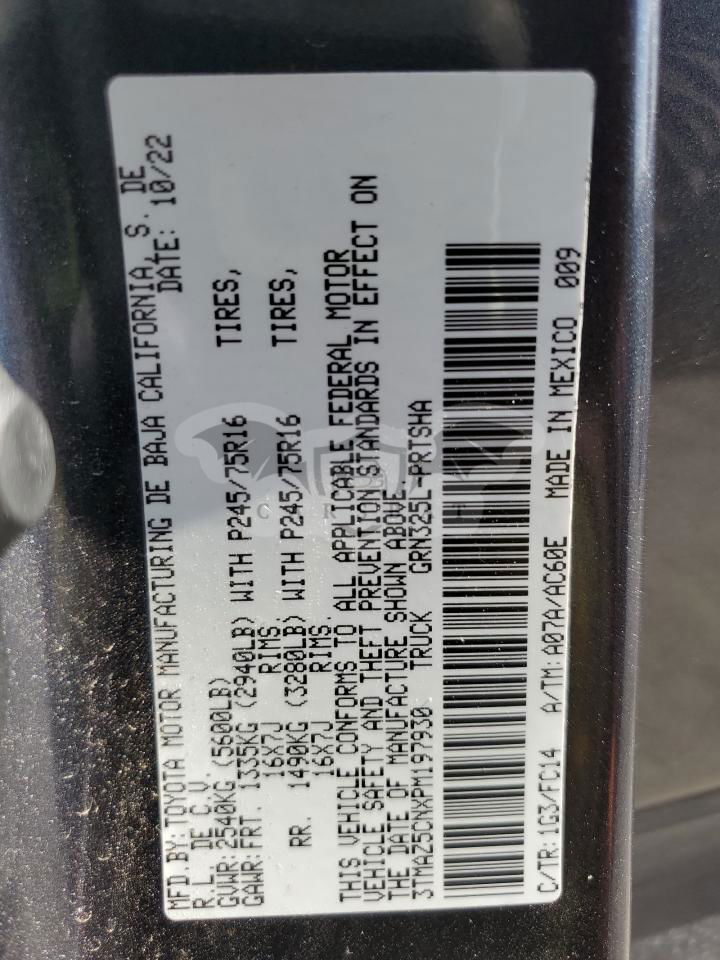 MFD.BY: TOYOTA MOTOR MANUFACTURING DE BAJA CALIFORNIA, S. DE
R.L. DE C.V. DATE: 10/22
GVWR: 2540KG (5600LB)
GAWR: FRT. 1335KG (2940LB) WITH P245/75R16 TIRES,
16X7J RIMS.
RR. 1490KG (3280LB) WITH P245/75R16 TIRES,
16X7J RIMS.
THIS VEHICLE CONFORMS TO ALL APPLICABLE FEDERAL MOTOR
VEHICLE SAFETY AND THEFT PREVENTION STANDARDS IN EFFECT ON
THE DATE OF MANUFACTURE SHOWN ABOVE.
3TMAZ5CNXPM197930 TRUCK GRN325L-PRTSHA
C/TR: 1G3/FC14 A/TM: A07A/AC60E MADE IN MEXICO 009